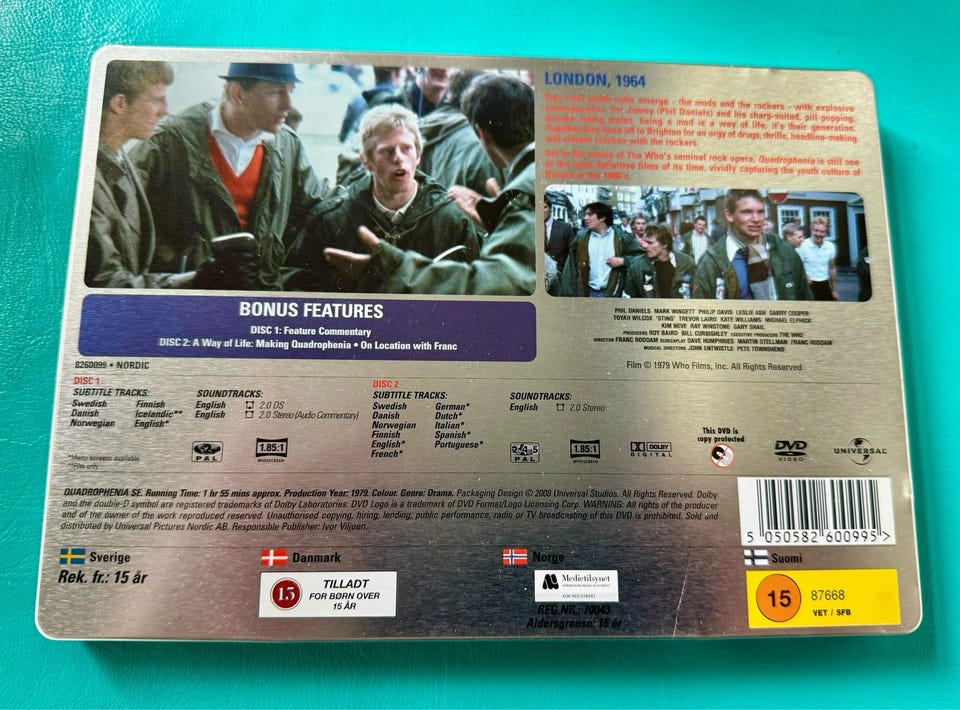 LONDON, 1964
Two rival youth cults emerge - the mods and the rockers - with explosive
consequences. For Jimmy (Phil Daniels) and his sharp-suited, pill popping,
scooter riding mates, being a mod is a way of life, it's their generation.
Together they head off to Brighton for an orgy of drugs, thrills, headline-making
and violent clashes with the rockers.
Set to the music of The Who's seminal rock opera, Quadrophenia is still one
of the most definitive films of its time, vividly capturing the youth culture of
Britain in the 1960's.
PHIL DANIELS MARK WINGETT PHILIP DAVIS LESLIE ASH GARRY COOPER
TOYAH WILCOX 'STING' TREVOR LAIRD KATE WILLIAMS MICHAEL ELPHICK
KIM NEVE RAY WINSTONE GARY SHAIL
PRODUCERS ROY BAIRD BILL CURBISHLEY EXECUTIVE PRODUCERS THE WHO
DIRECTOR FRANC RODDAM SCREENPLAY DAVE HUMPHRIES MARTIN STELLMAN FRANC RODDAM
MUSICAL DIRECTORS JOHN ENTWISTLE PETE TOWNSHEND
Film © 1979 Who Films, Inc. All Rights Reserved
BONUS FEATURES
DISC 1: Feature Commentary
DISC 2: A Way of Life: Making Quadrophenia • On Location with Franc
8260099 • NORDIC
DISC 1
SUBTITLE TRACKS:
Swedish Finnish
Danish Icelandic**
Norwegian English*
SOUNDTRACKS:
English 2.0 DS
English 2.0 Stereo (Audio Commentary)
*Menu screens available
**Film only
PAL
1.85:1
WIDESCREEN
DISC 2
SUBTITLE TRACKS:
Swedish German*
Danish Dutch*
Norwegian Italian*
Finnish Spanish*
English* Portuguese*
French*
SOUNDTRACKS:
English 2.0 Stereo
2·4·5
PAL
1.85:1
WIDESCREEN
DOLBY
DIGITAL
This DVD is
copy protected
DVD
VIDEO
UNIVERSAL
QUADROPHENIA SE. Running Time: 1 hr 55 mins approx. Production Year: 1979. Colour. Genre: Drama. Packaging Design © 2008 Universal Studios. All Rights Reserved. Dolby
and the double-D symbol are registered trademarks of Dolby Laboratories. DVD Logo is a trademark of DVD Format/Logo Licensing Corp. WARNING: All rights of the producer
and of the owner of the work reproduced reserved. Unauthorised copying, hiring, lending, public performance, radio or TV broadcasting of this DVD is prohibited. Sold and
distributed by Universal Pictures Nordic AB. Responsible Publisher: Ivor Viljoen.
5 050582 600995 >
Sverige
Rek. fr.: 15 år
Danmark
15
TILLADT
FOR BØRN OVER
15 ÅR
Norge
Medietilsynet
NORWEGIAN MEDIA AUTHORITY
KUN REGISTRERT
REG.NR.: 70043
Aldersgrense: 15 år
Suomi
15
87668
VET / SFB